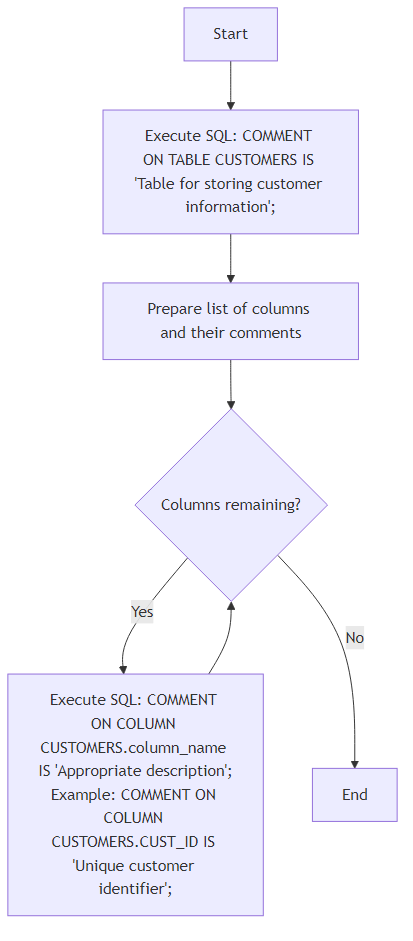 Start
Execute SQL: COMMENT
ON TABLE CUSTOMERS IS
'Table for storing customer
information';
Prepare list of columns
and their comments
Columns remaining?
Yes
No
Execute SQL: COMMENT
ON COLUMN
CUSTOMERS.column_name
IS 'Appropriate description';
Example: COMMENT ON
COLUMN
CUSTOMERS.CUST_ID IS
'Unique customer
identifier';
End